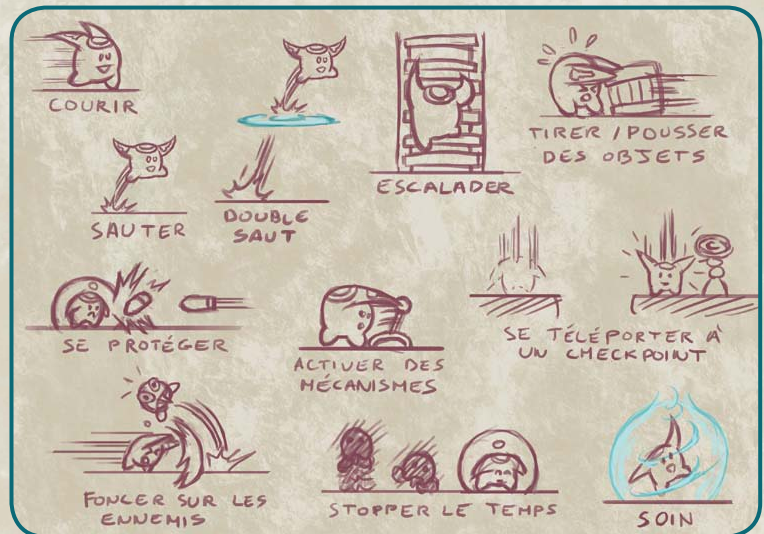 COURIR
SAUTER
DOUBLE
SAUT
ESCALADER
TIRER / POUSSER
DES OBJETS
SE PROTÉGER
ACTIVER DES
MÉCANISMES
C
SE TÉLÉPORTER À
UN CHECKPOINT
FONCER SUR LES
ENNEMIS
STOPPER LE TEMPS
SOIN